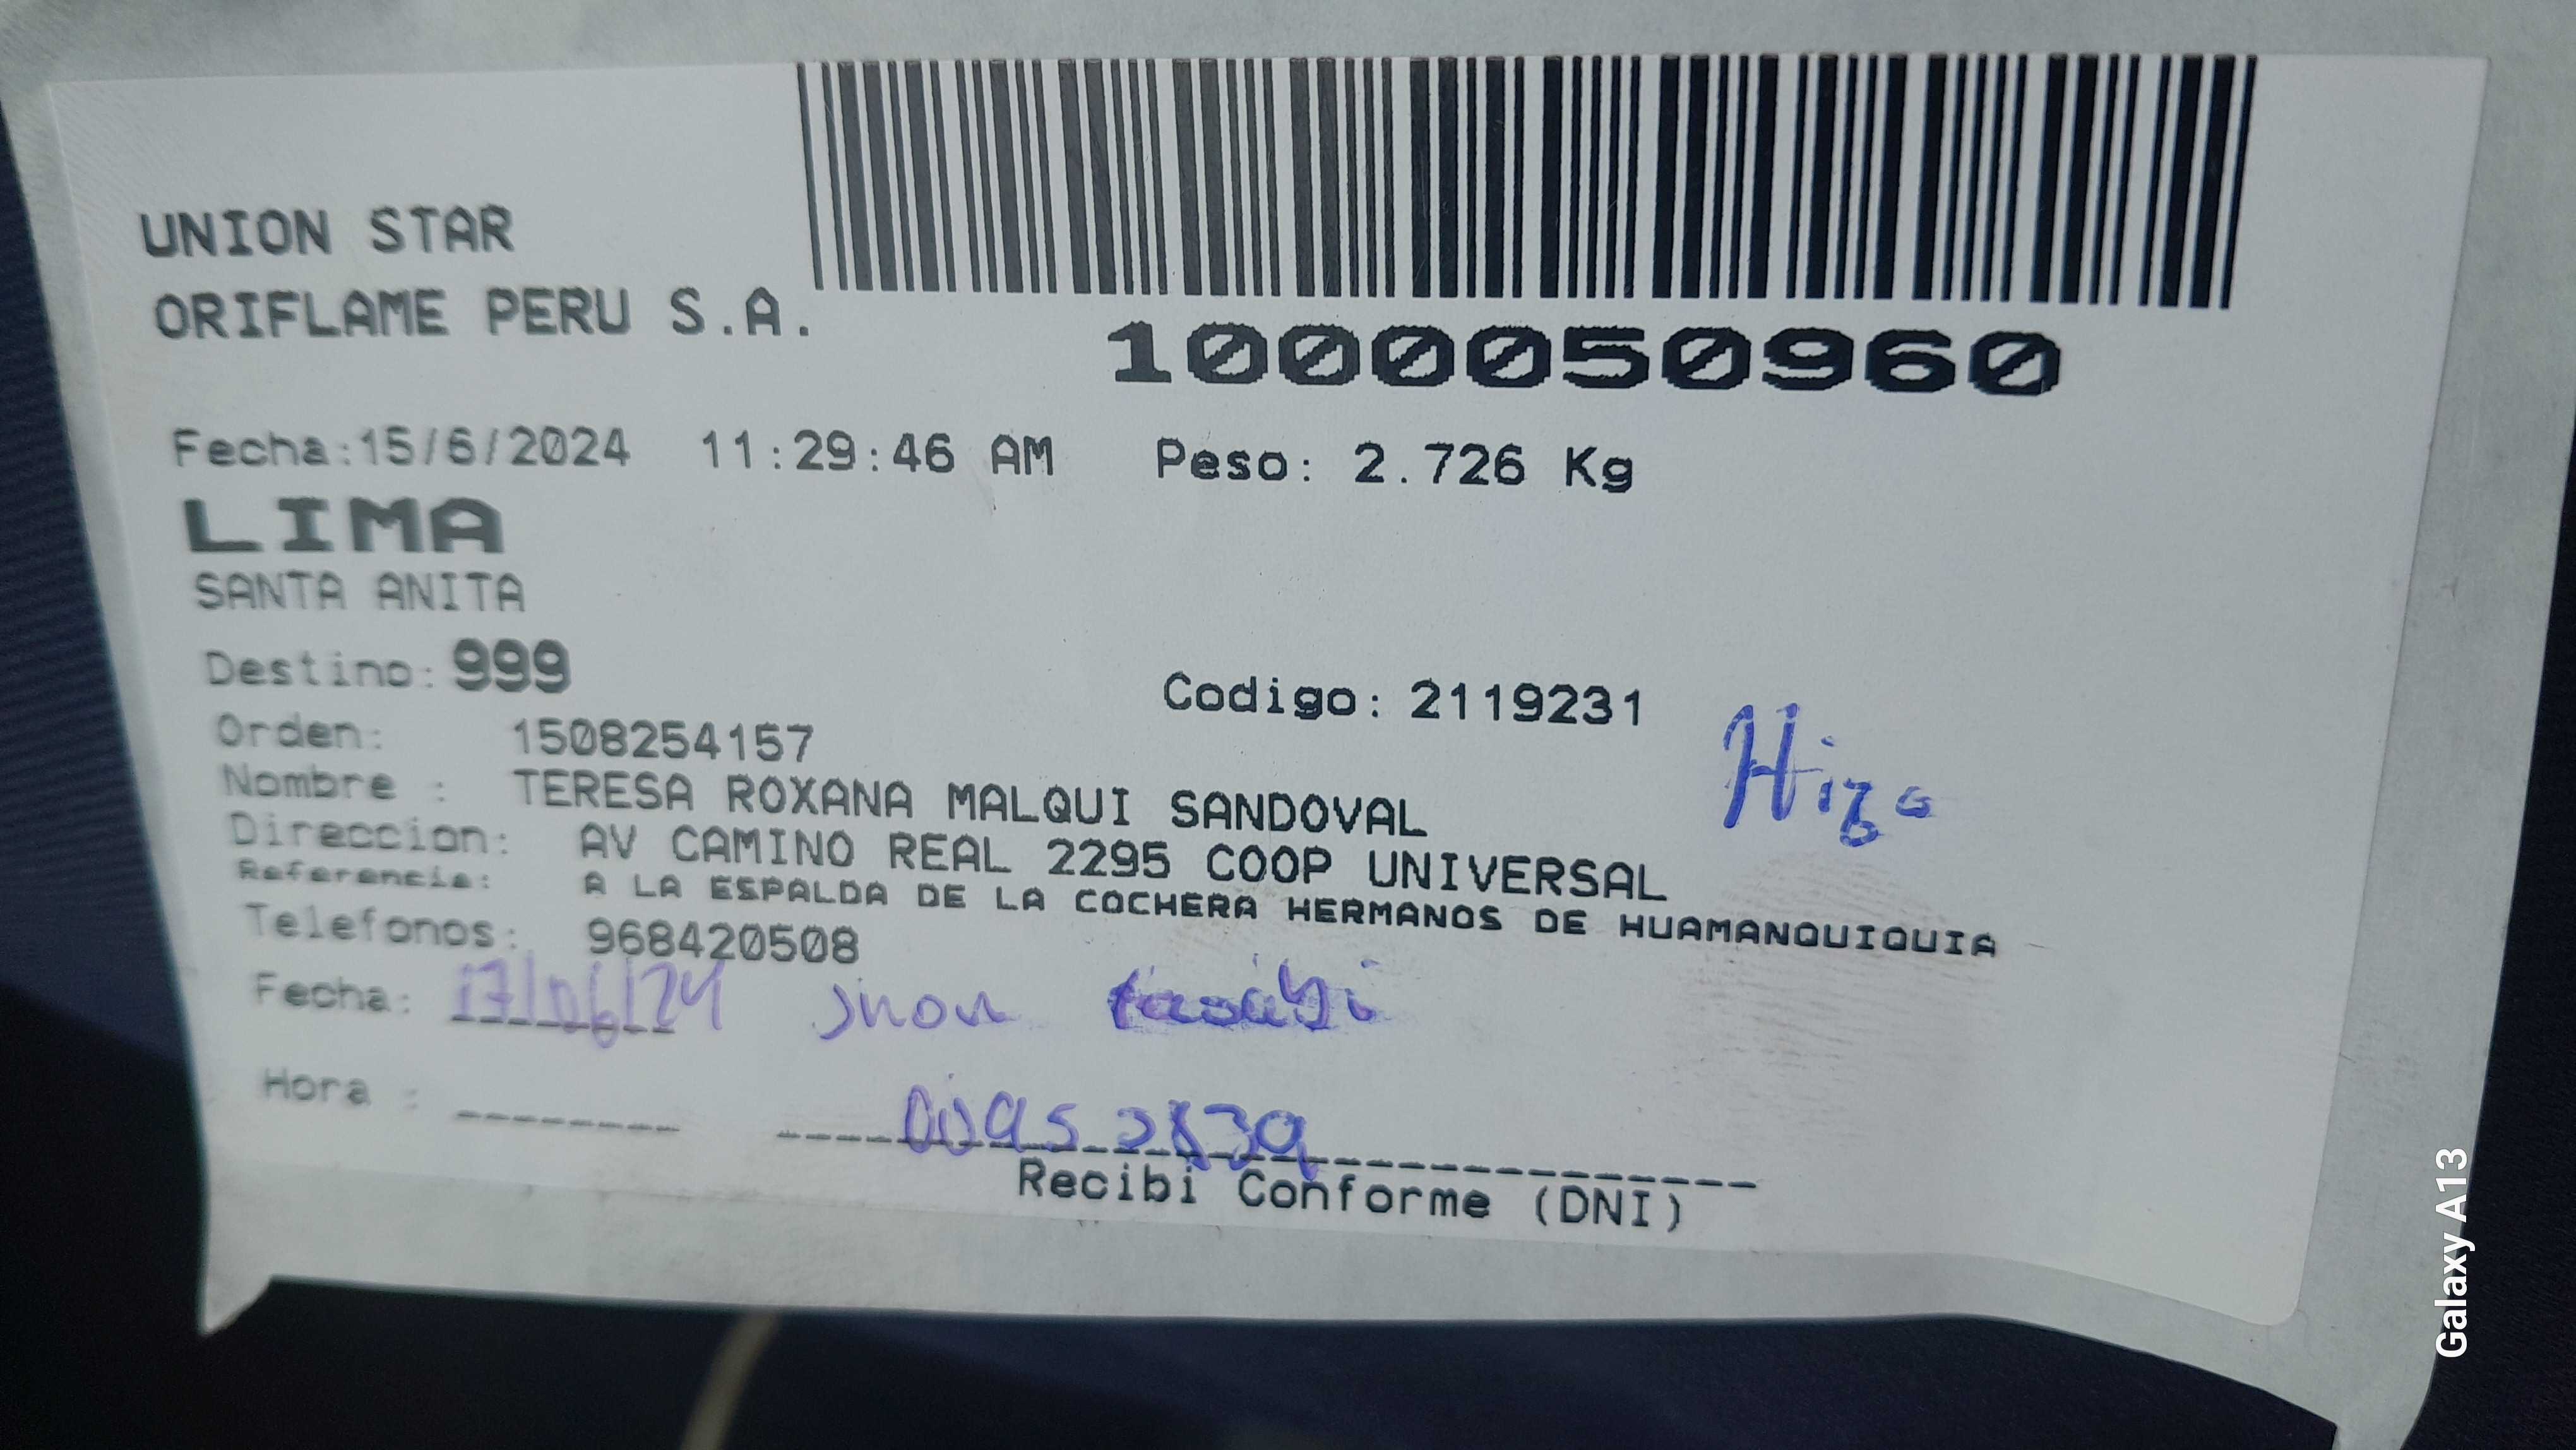 UNION STAR
ORIFLAME PERU S.A.
1000050960
Fecha:15/6/2024 11:29:46 AM Peso: 2.726 Kg
LIMA
SANTA ANITA
Destino: 999
Codigo: 2119231
Orden: 1508254157
Nombre : TERESA ROXANA MALQUI SANDOVAL
Direccion: AV CAMINO REAL 2295 COOP UNIVERSAL
Referencia: A LA ESPALDA DE LA COCHERA HERMANOS DE HUAMANQUIQUIA
Telefonos: 968420508
Fecha: 17/06/24 Jhon
Hora :
Recibi Conforme (DNI)
Galaxy A13